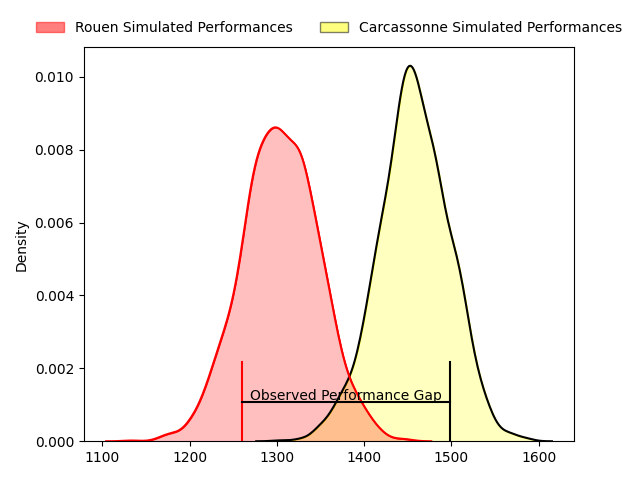 Rouen Simulated Performances
Carcassonne Simulated Performances
0.010
0.008
0.006
0.004
0.002
0.000
Density
Observed Performance Gap
1100 1200 1300 1400 1500 1600